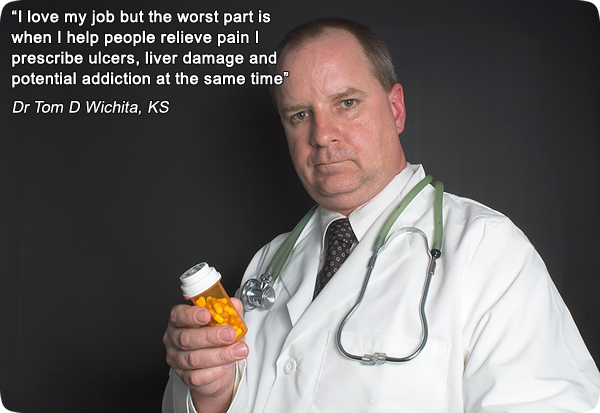 “I love my job but the worst part is
when I help people relieve pain I
prescribe ulcers, liver damage and
potential addiction at the same time”
Dr Tom D Wichita, KS